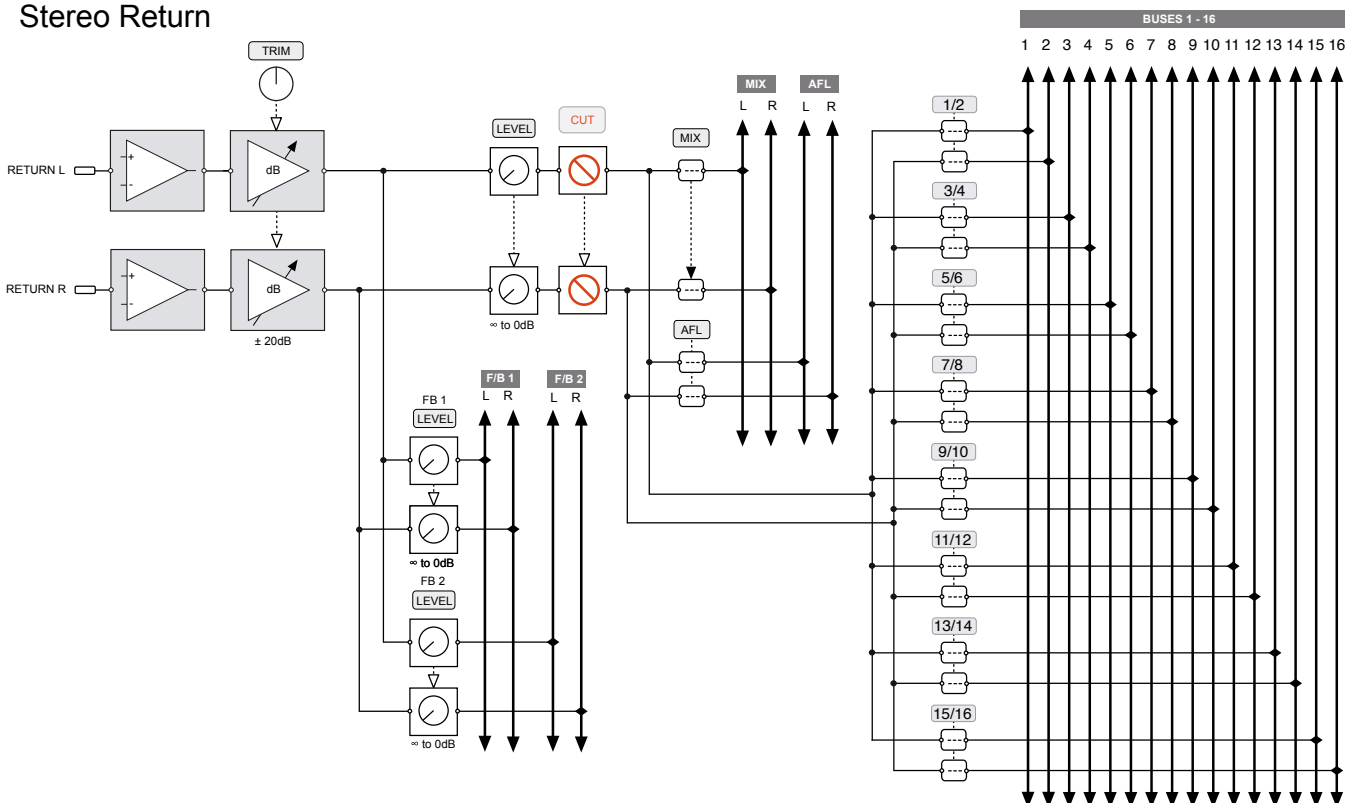 Stereo Return
BUSES 1 - 16
1 2 3 4 5 6 7 8 9 10 11 12 13 14 15 16
TRIM
MIX AFL
L R L R
LEVEL
CUT
MIX
1/2
RETURN L
-+
--
dB
3/4
RETURN R
-+
--
dB
± 20dB
∞ to 0dB
5/6
AFL
7/8
F/B 1 F/B 2
L R L R
FB 1
LEVEL
9/10
∞ to 0dB
11/12
FB 2
LEVEL
13/14
15/16
∞ to 0dB